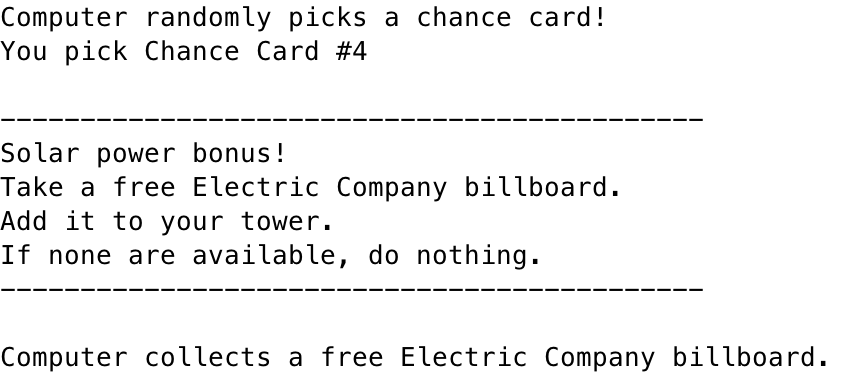 Computer randomly picks a chance card!
You pick Chance Card #4
--------------------------------------------
Solar power bonus!
Take a free Electric Company billboard.
Add it to your tower.
If none are available, do nothing.
--------------------------------------------
Computer collects a free Electric Company billboard.